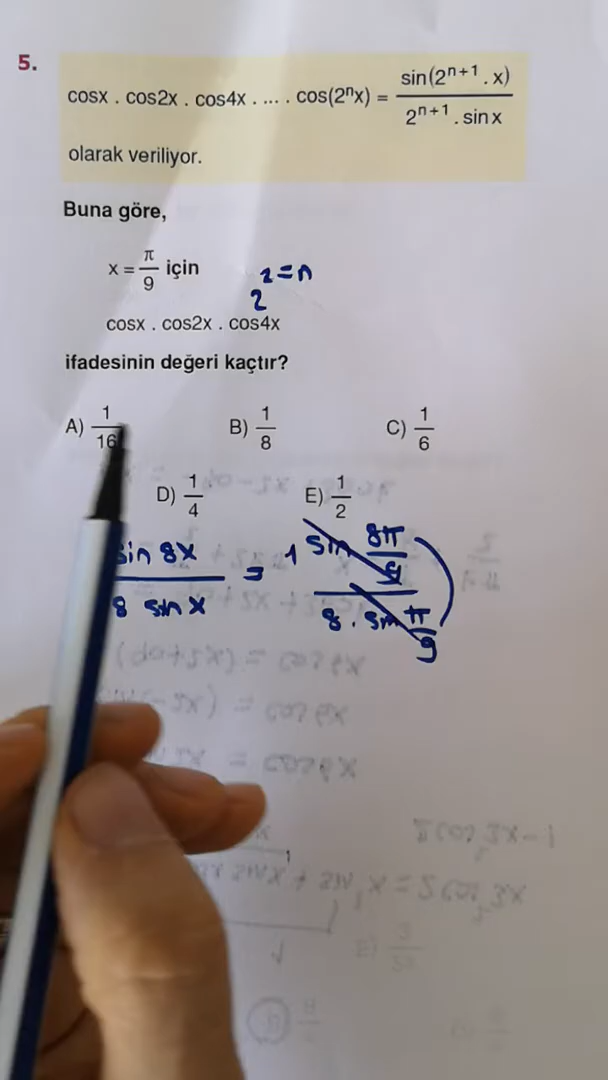 5.
cosx . cos2x . cos4x . ... . cos(2ⁿx) = sin(2ⁿ⁺¹ . x) / 2ⁿ⁺¹ . sinx
olarak veriliyor.
Buna göre,
x = π/9 için
2=n
2
cosx . cos2x . cos4x
ifadesinin değeri kaçtır?
A) 1/16 B) 1/8 C) 1/6
D) 1/4 E) 1/2
sin 8x / 8 sin x = 1 sin 8π/9 / 8 . sin π/9